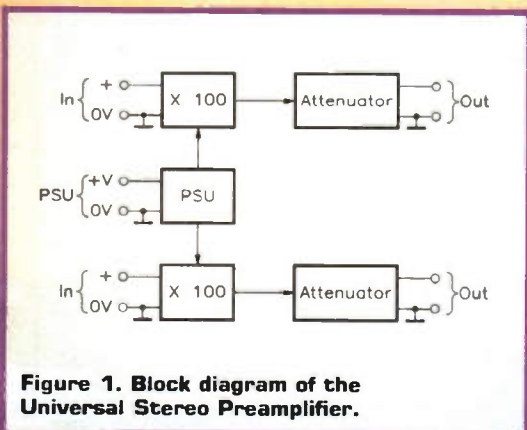 In + 0V X 100 Attenuator Out
PSU +V 0V PSU
In + 0V X 100 Attenuator Out
Figure 1. Block diagram of the
Universal Stereo Preamplifier.